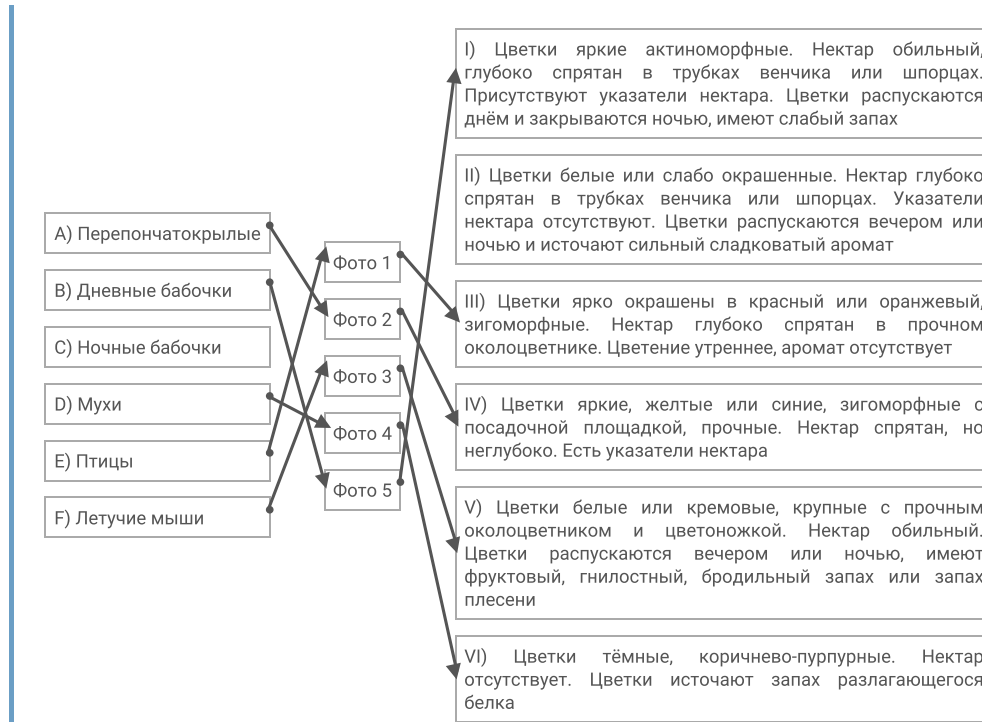 A) Перепончатокрылые
B) Дневные бабочки
C) Ночные бабочки
D) Мухи
E) Птицы
F) Летучие мыши
Фото 1
Фото 2
Фото 3
Фото 4
Фото 5
I) Цветки яркие актиноморфные. Нектар обильный,
глубоко спрятан в трубках венчика или шпорцах.
Присутствуют указатели нектара. Цветки распускаются
днём и закрываются ночью, имеют слабый запах
II) Цветки белые или слабо окрашенные. Нектар глубоко
спрятан в трубках венчика или шпорцах. Указатели
нектара отсутствуют. Цветки распускаются вечером или
ночью и источают сильный сладковатый аромат
III) Цветки ярко окрашены в красный или оранжевый,
зигоморфные. Нектар глубоко спрятан в прочном
околоцветнике. Цветение утреннее, аромат отсутствует
IV) Цветки яркие, желтые или синие, зигоморфные с
посадочной площадкой, прочные. Нектар спрятан, но
неглубоко. Есть указатели нектара
V) Цветки белые или кремовые, крупные с прочным
околоцветником и цветоножкой. Нектар обильный.
Цветки распускаются вечером или ночью, имеют
фруктовый, гнилостный, бродильный запах или запах
плесени
VI) Цветки тёмные, коричнево-пурпурные. Нектар
отсутствует. Цветки источают запах разлагающегося
белка